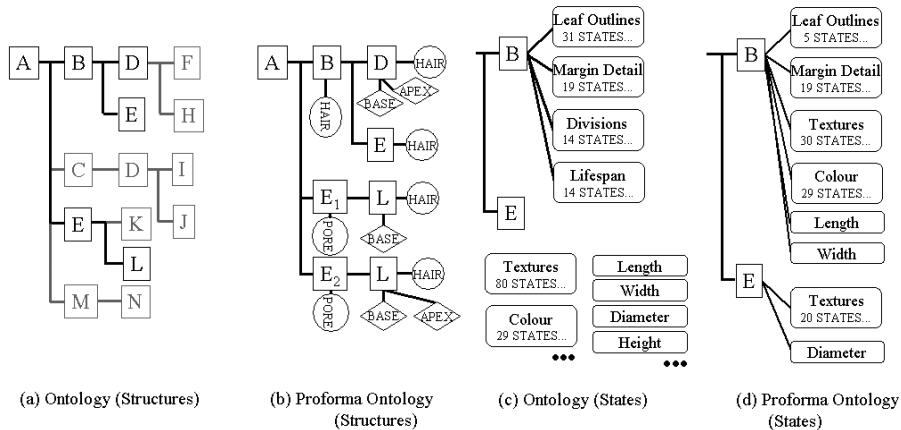 A
B
D
F
E
H
C
D
I
J
E
K
L
M
N
(a) Ontology (Structures)
A
B
D
HAIR
HAIR
BASE
APEX
E
HAIR
E1
L
HAIR
PORE
BASE
E2
L
HAIR
PORE
BASE
APEX
(b) Proforma Ontology
(Structures)
B
Leaf Outlines
31 STATES...
Margin Detail
19 STATES...
Divisions
14 STATES...
Lifespan
14 STATES...
E
Textures
80 STATES...
Colour
29 STATES...
Length
Width
Diameter
Height
(c) Ontology (States)
B
Leaf Outlines
5 STATES...
Margin Detail
19 STATES...
Textures
30 STATES...
Colour
29 STATES...
Length
Width
E
Textures
20 STATES...
Diameter
(d) Proforma Ontology
(States)